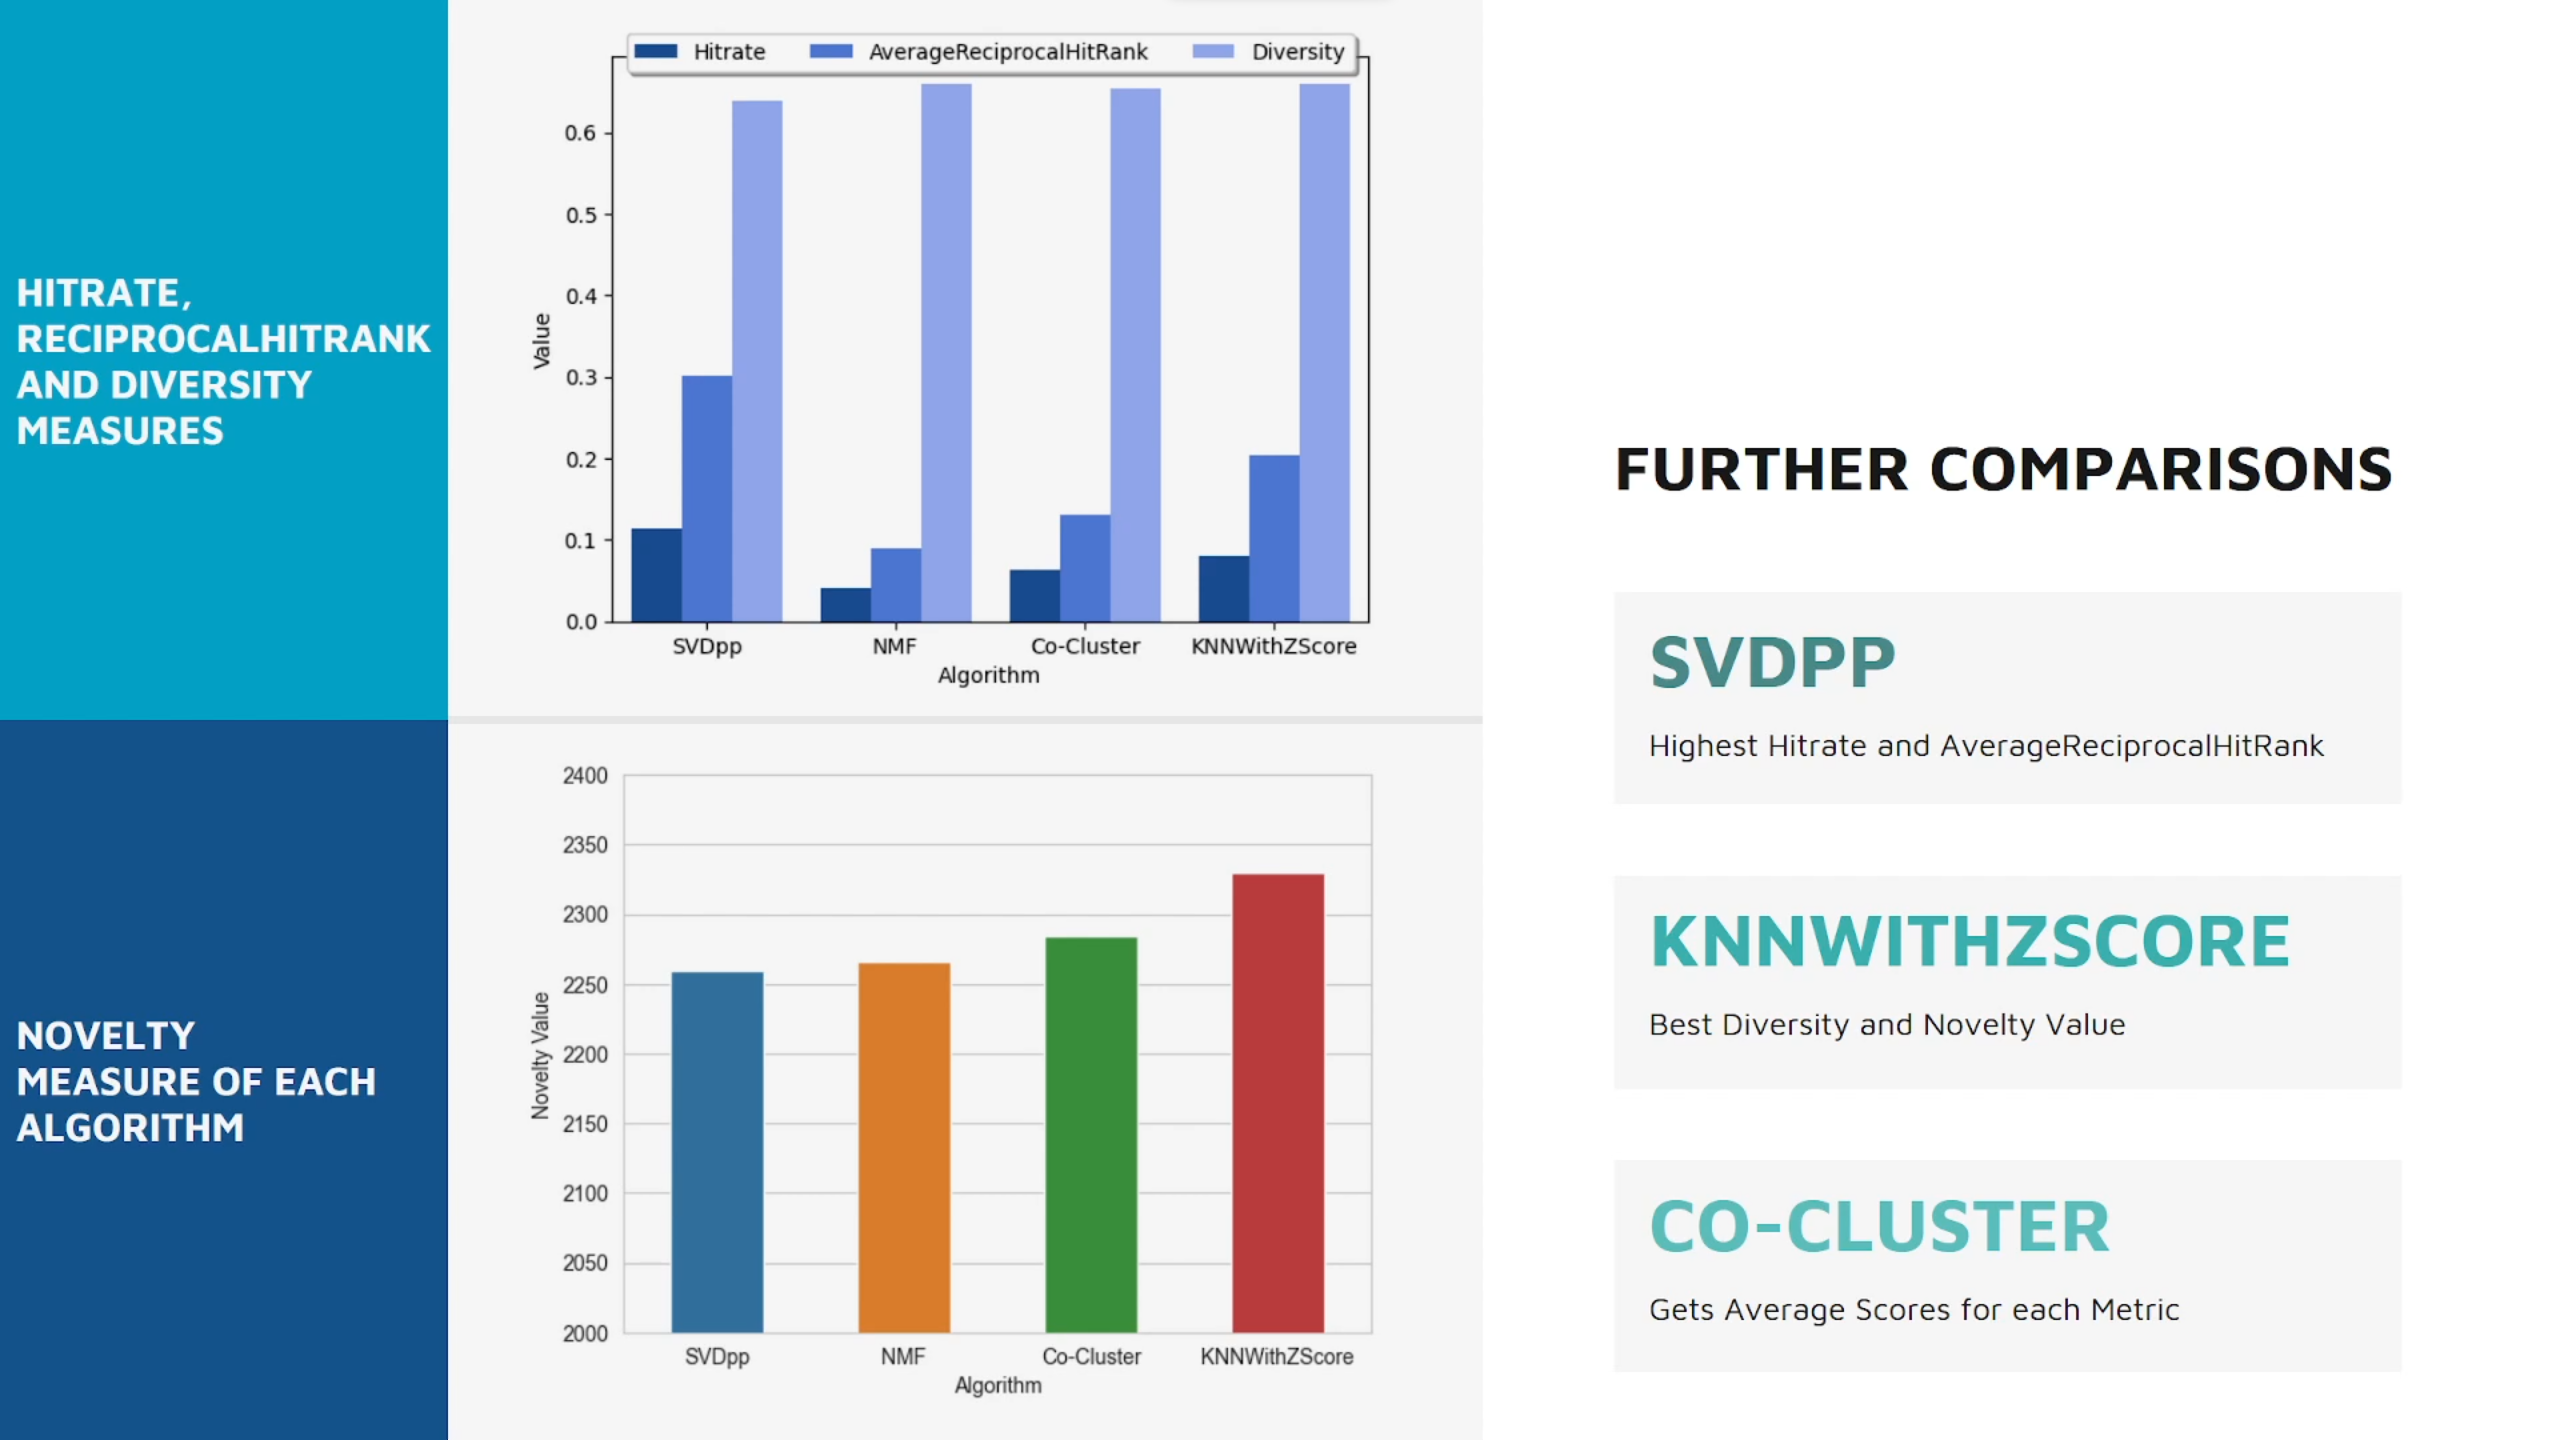 HITRATE,
RECIPROCALHITRANK
AND DIVERSITY
MEASURES
Hitrate AverageReciprocalHitRank Diversity
0.6
0.5
0.4
0.3
0.2
0.1
0.0
Value
SVDpp NMF Co-Cluster KNNWithZScore
Algorithm
NOVELTY
MEASURE OF EACH
ALGORITHM
2400
2350
2300
2250
2200
2150
2100
2050
2000
Novelty Value
SVDpp NMF Co-Cluster KNNWithZScore
Algorithm
FURTHER COMPARISONS
SVDPP
Highest Hitrate and AverageReciprocalHitRank
KNNWITHZSCORE
Best Diversity and Novelty Value
CO-CLUSTER
Gets Average Scores for each Metric